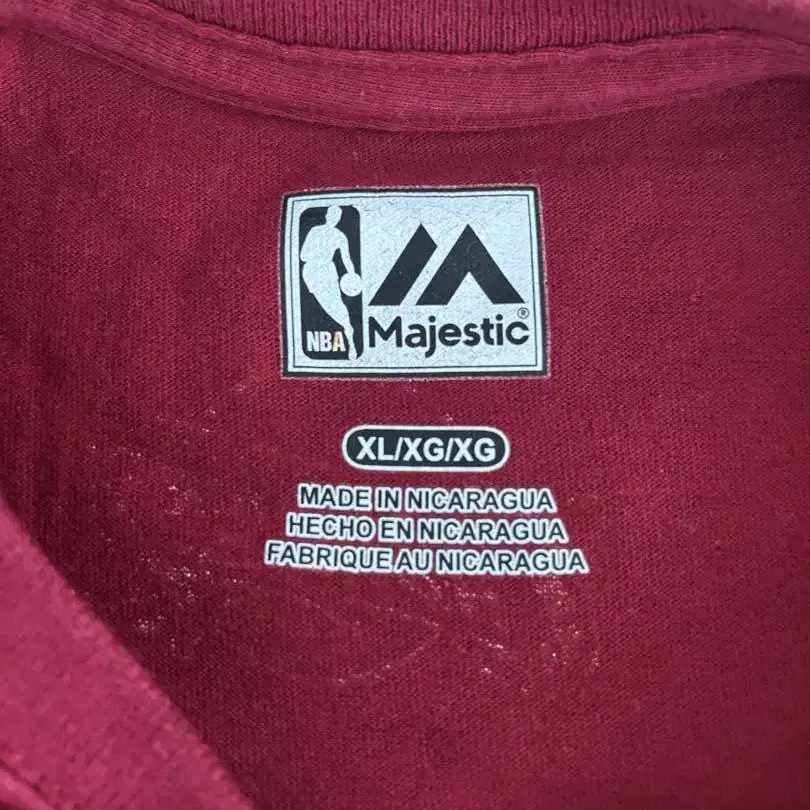 NBA
Majestic®
XL/XG/XG
MADE IN NICARAGUA
HECHO EN NICARAGUA
FABRIQUE AU NICARAGUA